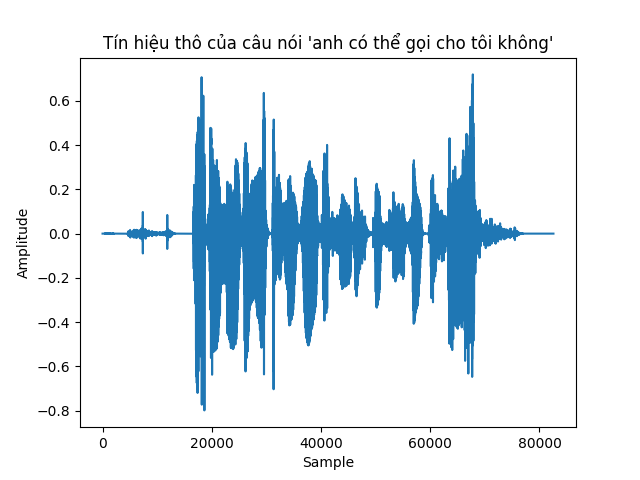 Tín hiệu thô của câu nói 'anh có thể gọi cho tôi không'
0.6
0.4
0.2
0.0
−0.2
−0.4
−0.6
−0.8
Amplitude
0 20000 40000 60000 80000
Sample